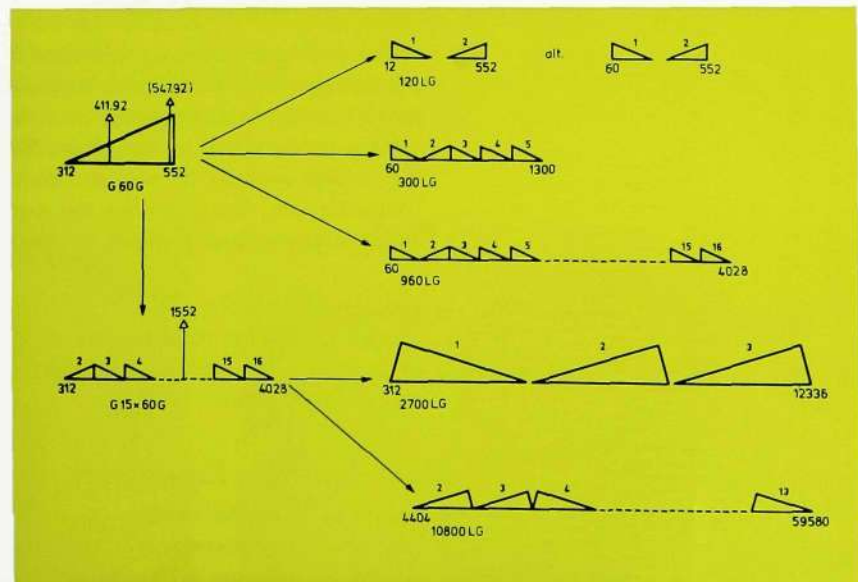 1 2 alt. 1 2
12 552 60 552
120 LG
(547.92)
411.92
312 552
G 60 G
1 2 3 4 5
60 1300
300 LG
1 2 3 4 5 15 16
60 4028
960 LG
1552
2 3 4 15 16
312 4028
G 15×60 G
1 2 3
312 12336
2700 LG
2 3 4 13
4404 59580
10800 LG